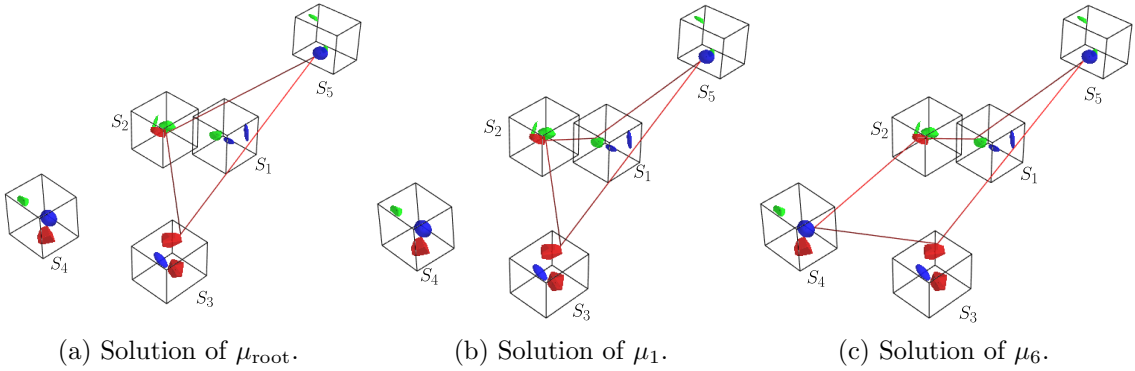 S₅
S₂
S₁
S₄
S₃
(a) Solution of μ_root.
S₅
S₂
S₁
S₄
S₃
(b) Solution of μ₁.
S₅
S₂
S₁
S₄
S₃
(c) Solution of μ₆.